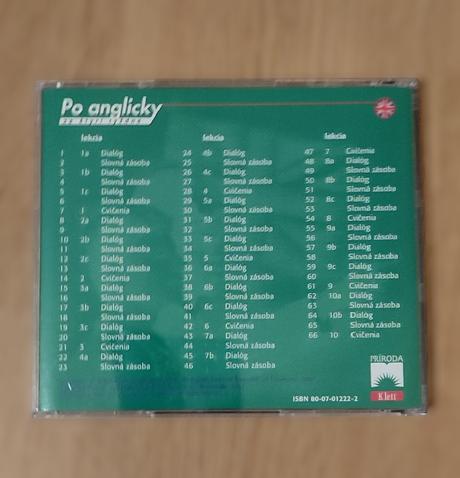 Po anglicky
za štyri týždne
lekcia
1 1a Dialóg
2 Slovná zásoba
3 1b Dialóg
4 Slovná zásoba
5 1c Dialóg
6 Slovná zásoba
7 1 Cvičenia
8 2a Dialóg
9 Slovná zásoba
10 2b Dialóg
11 Slovná zásoba
12 2c Dialóg
13 Slovná zásoba
14 2 Cvičenia
15 3a Dialóg
16 Slovná zásoba
17 3b Dialóg
18 Slovná zásoba
19 3c Dialóg
20 Slovná zásoba
21 3 Cvičenia
22 4a Dialóg
23 Slovná zásoba
lekcia
24 4b Dialóg
25 Slovná zásoba
26 4c Dialóg
27 Slovná zásoba
28 4 Cvičenia
29 5a Dialóg
30 Slovná zásoba
31 5b Dialóg
32 Slovná zásoba
33 5c Dialóg
34 Slovná zásoba
35 5 Cvičenia
36 6a Dialóg
37 Slovná zásoba
38 6b Dialóg
39 Slovná zásoba
40 6c Dialóg
41 Slovná zásoba
42 6 Cvičenia
43 7a Dialóg
44 Slovná zásoba
45 7b Dialóg
46 Slovná zásoba
lekcia
47 7 Cvičenia
48 8a Dialóg
49 Slovná zásoba
50 8b Dialóg
51 Slovná zásoba
52 8c Dialóg
53 Slovná zásoba
54 8 Cvičenia
55 9a Dialóg
56 Slovná zásoba
57 9b Dialóg
58 Slovná zásoba
59 9c Dialóg
60 Slovná zásoba
61 9 Cvičenia
62 10a Dialóg
63 Slovná zásoba
64 10b Dialóg
65 Slovná zásoba
66 10 Cvičenia
PRÍRODA
Klett
ISBN 80-07-01222-2